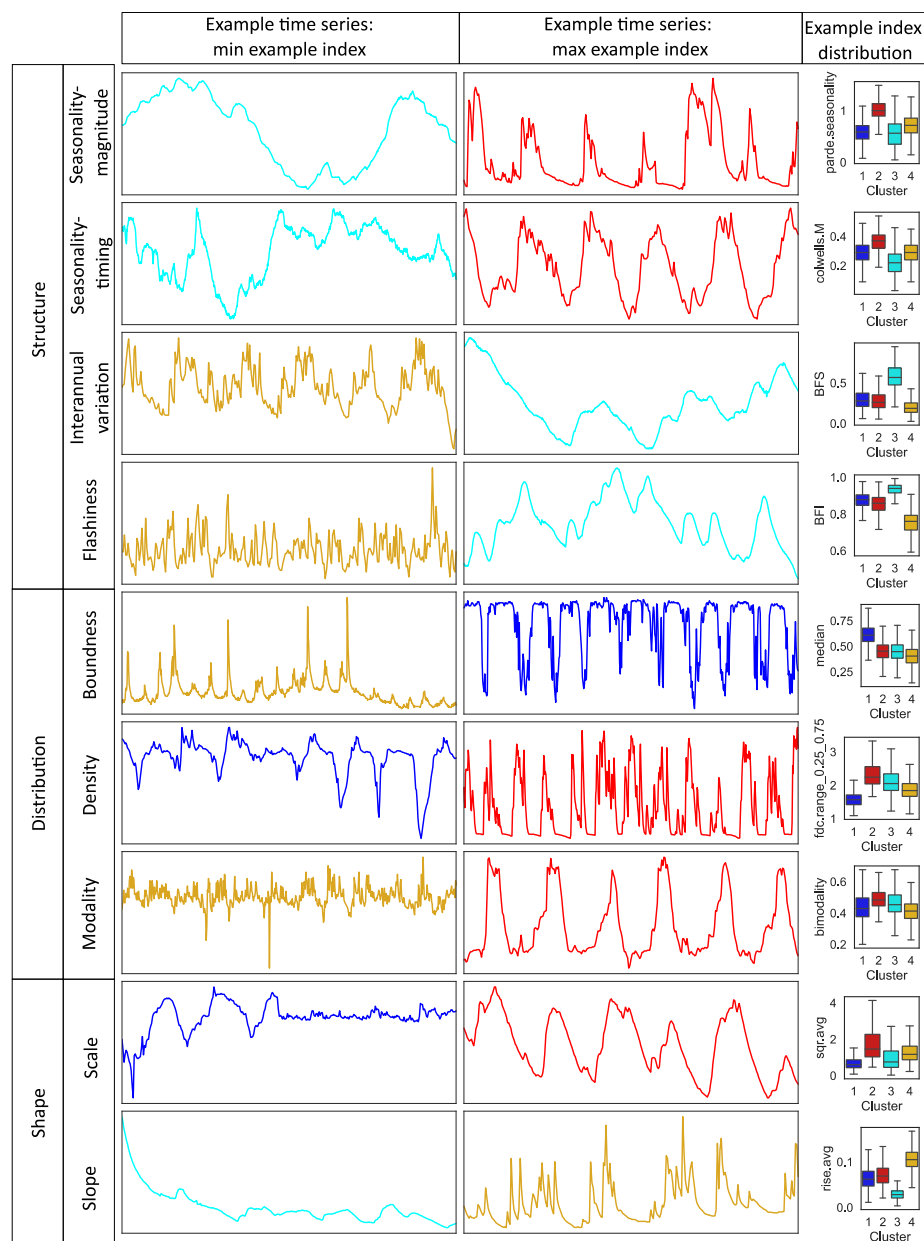 Example time series:
min example index
Example time series:
max example index
Example index
distribution
Structure
Seasonality-
magnitude
parde.seasonality
1
0
1 2 3 4
Cluster
Seasonality-
timing
colwells.M
0.4
0.2
1 2 3 4
Cluster
Interannual
variation
BFS
0.5
0.0
1 2 3 4
Cluster
Flashiness
BFI
1.0
0.8
0.6
1 2 3 4
Cluster
Distribution
Boundness
median
0.75
0.50
0.25
1 2 3 4
Cluster
Density
fdc.range_0.25_0.75
3
2
1
1 2 3 4
Cluster
Modality
bimodality
0.6
0.4
0.2
1 2 3 4
Cluster
Shape
Scale
sqr.avg
4
2
0
1 2 3 4
Cluster
Slope
rise.avg
0.1
0.0
1 2 3 4
Cluster